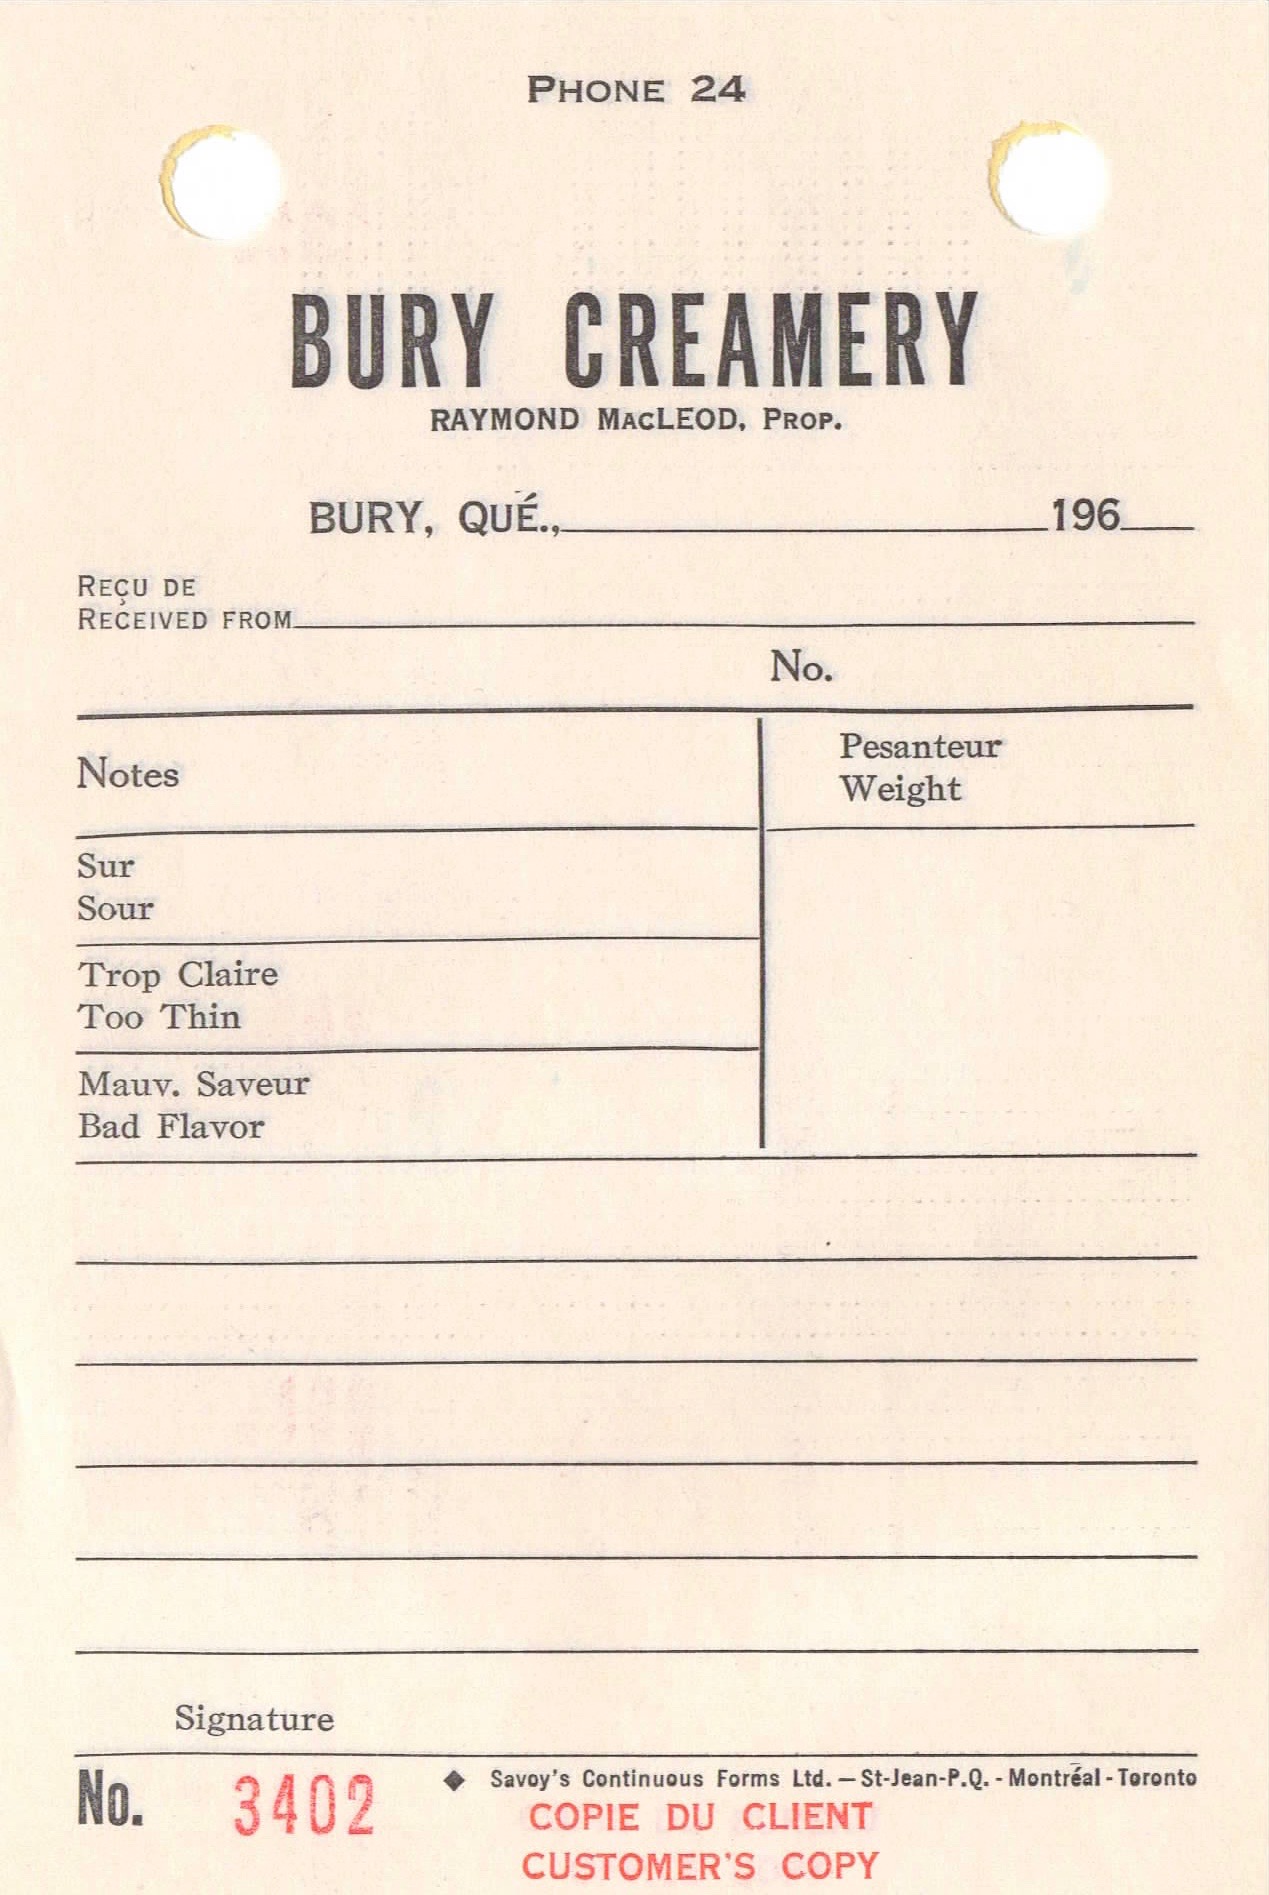 PHONE 24
BURY CREAMERY
RAYMOND MACLEOD, PROP.
BURY, QUÉ., 196
REÇU DE
RECEIVED FROM
No.
Notes
Pesanteur
Weight
Sur
Sour
Trop Claire
Too Thin
Mauv. Saveur
Bad Flavor
Signature
No. 3402
◆ Savoy's Continuous Forms Ltd. — St-Jean-P.Q. - Montréal - Toronto
COPIE DU CLIENT
CUSTOMER'S COPY